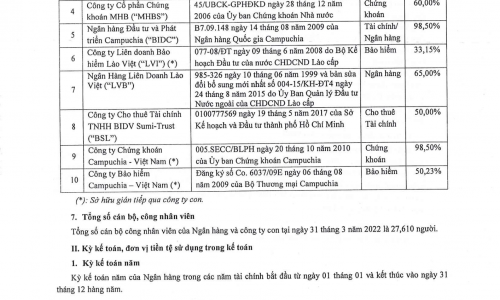 4 Công ty Cổ phần Chứng 45/UBCK-GPHĐKD ngày 28 tháng 12 năm Chứng 60,00%
khoán MHB ("MHBS") 2006 của Ủy ban Chứng khoán Nhà nước khoán
5 Ngân hàng Đầu tư và Phát B7.09.148 ngày 14 tháng 08 năm 2009 của Tài chính/ 98,50%
triển Campuchia ("BIDC") Ngân hàng Quốc gia Campuchia Ngân hàng
6 Công ty Liên doanh Bảo 077-08/ĐT ngày 09 tháng 6 năm 2008 do Bộ Kế Bảo hiểm 33,15%
hiểm Lào Việt ("LVI") (*) hoạch Đầu tư của nước CHDCND Lào cấp
7 Ngân Hàng Liên Doanh Lào 985-326 ngày 10 tháng 06 năm 1999 và bản sửa Ngân hàng 65,00%
Việt ("LVB") đổi bổ sung mới nhất số 004-15/KH-ĐT4 ngày
24 tháng 8 năm 2015 do Ủy Ban Quản lý Đầu tư
Nước ngoài của CHDCND Lào cấp
8 Công ty Cho thuê Tài chính 0100777569 ngày 19 tháng 5 năm 2017 của Sở Cho thuê 50,00%
TNHH BIDV Sumi-Trust Kế hoạch và Đầu tư thành phố Hồ Chí Minh Tài chính
("BSL")
9 Công ty Chứng khoán 005.SECC/BLPH ngày 20 tháng 10 năm 2010 Chứng 98,50%
Campuchia - Việt Nam (*) của Ủy ban Chứng khoán Campuchia khoán
10 Công ty Bảo hiểm Đăng ký số Co. 6037/09E ngày 06 tháng 08 Bảo hiểm 50,23%
Campuchia – Việt Nam (*) năm 2009 của Bộ Thương mại Campuchia
(*): Sở hữu gián tiếp qua công ty con.
7. Tổng số cán bộ, công nhân viên
Tổng số cán bộ công nhân viên của Ngân hàng và công ty con tại ngày 31 tháng 3 năm 2022 là 27,610 người.
II. Kỳ kế toán, đơn vị tiền tệ sử dụng trong kế toán
1. Kỳ kế toán năm
Kỳ kế toán năm của Ngân hàng trong các năm tài chính bắt đầu từ ngày 01 tháng 01 và kết thúc vào ngày 31
tháng 12 hàng năm.